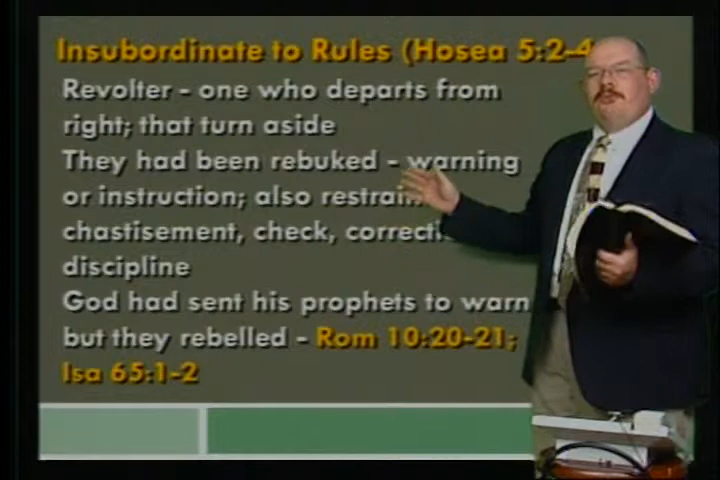 Insubordinate to Rules (Hosea 5:2-4
Revolter - one who departs from
right; that turn aside
They had been rebuked - warning
or instruction; also restrain
chastisement, check, correcti
discipline
God had sent his prophets to warn
but they rebelled - Rom 10:20-21;
Isa 65:1-2